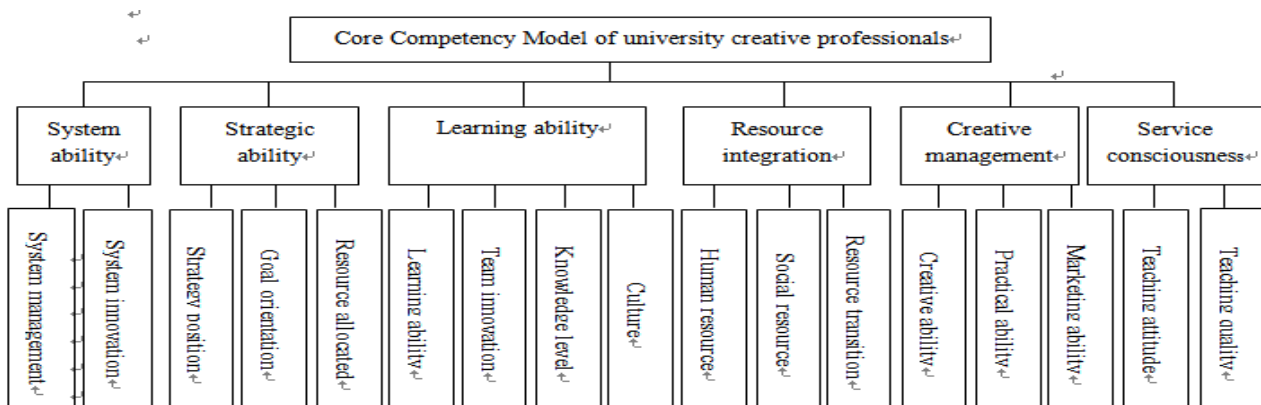 Core Competency Model of university creative professionals
System
ability
Strategic
ability
Learning ability
Resource
integration
Creative
management
Service
consciousness
System management
System innovation
Strategy position
Goal orientation
Resource allocated
Learning ability
Team innovation
Knowledge level
Culture
Human resource
Social resource
Resource transition
Creative ability
Practical ability
Marketing ability
Teaching attitude
Teaching quality